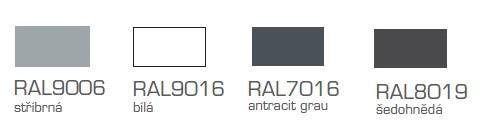 RAL9006 RAL9016 RAL7016 RAL8019
stříbrná bílá antracit grau šedohnědá